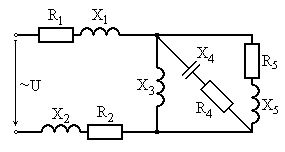 R₁ X₁
X₄
R₅
~U
X₃
R₄
X₅
X₂ R₂